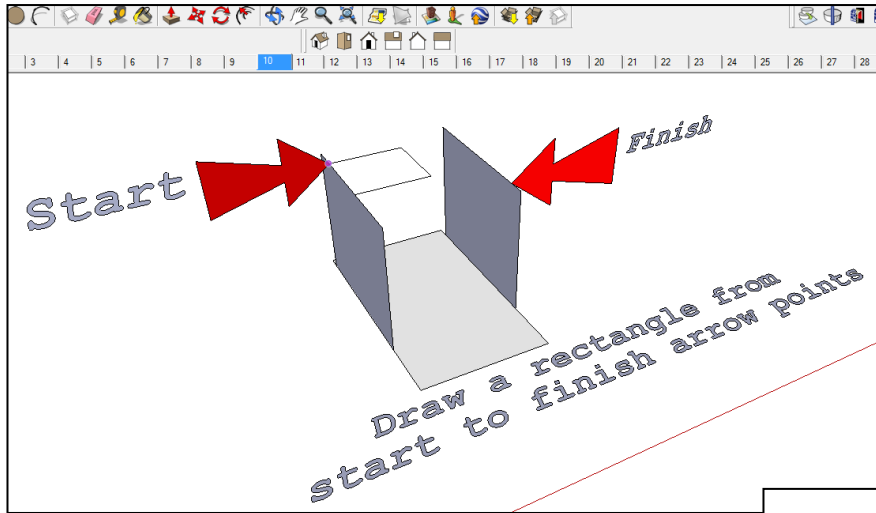 3 4 5 6 7 8 9 10 11 12 13 14 15 16 17 18 19 20 21 22 23 24 25 26 27 28
Start
Finish
Draw a rectangle from
start to finish arrow points